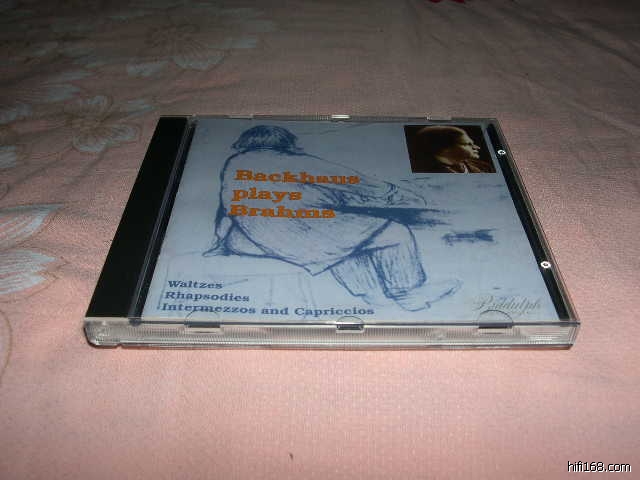 Backhaus
plays
Brahms
Waltzes
Rhapsodies
Intermezzos and Capriccios
Biddulph
hifi168.com